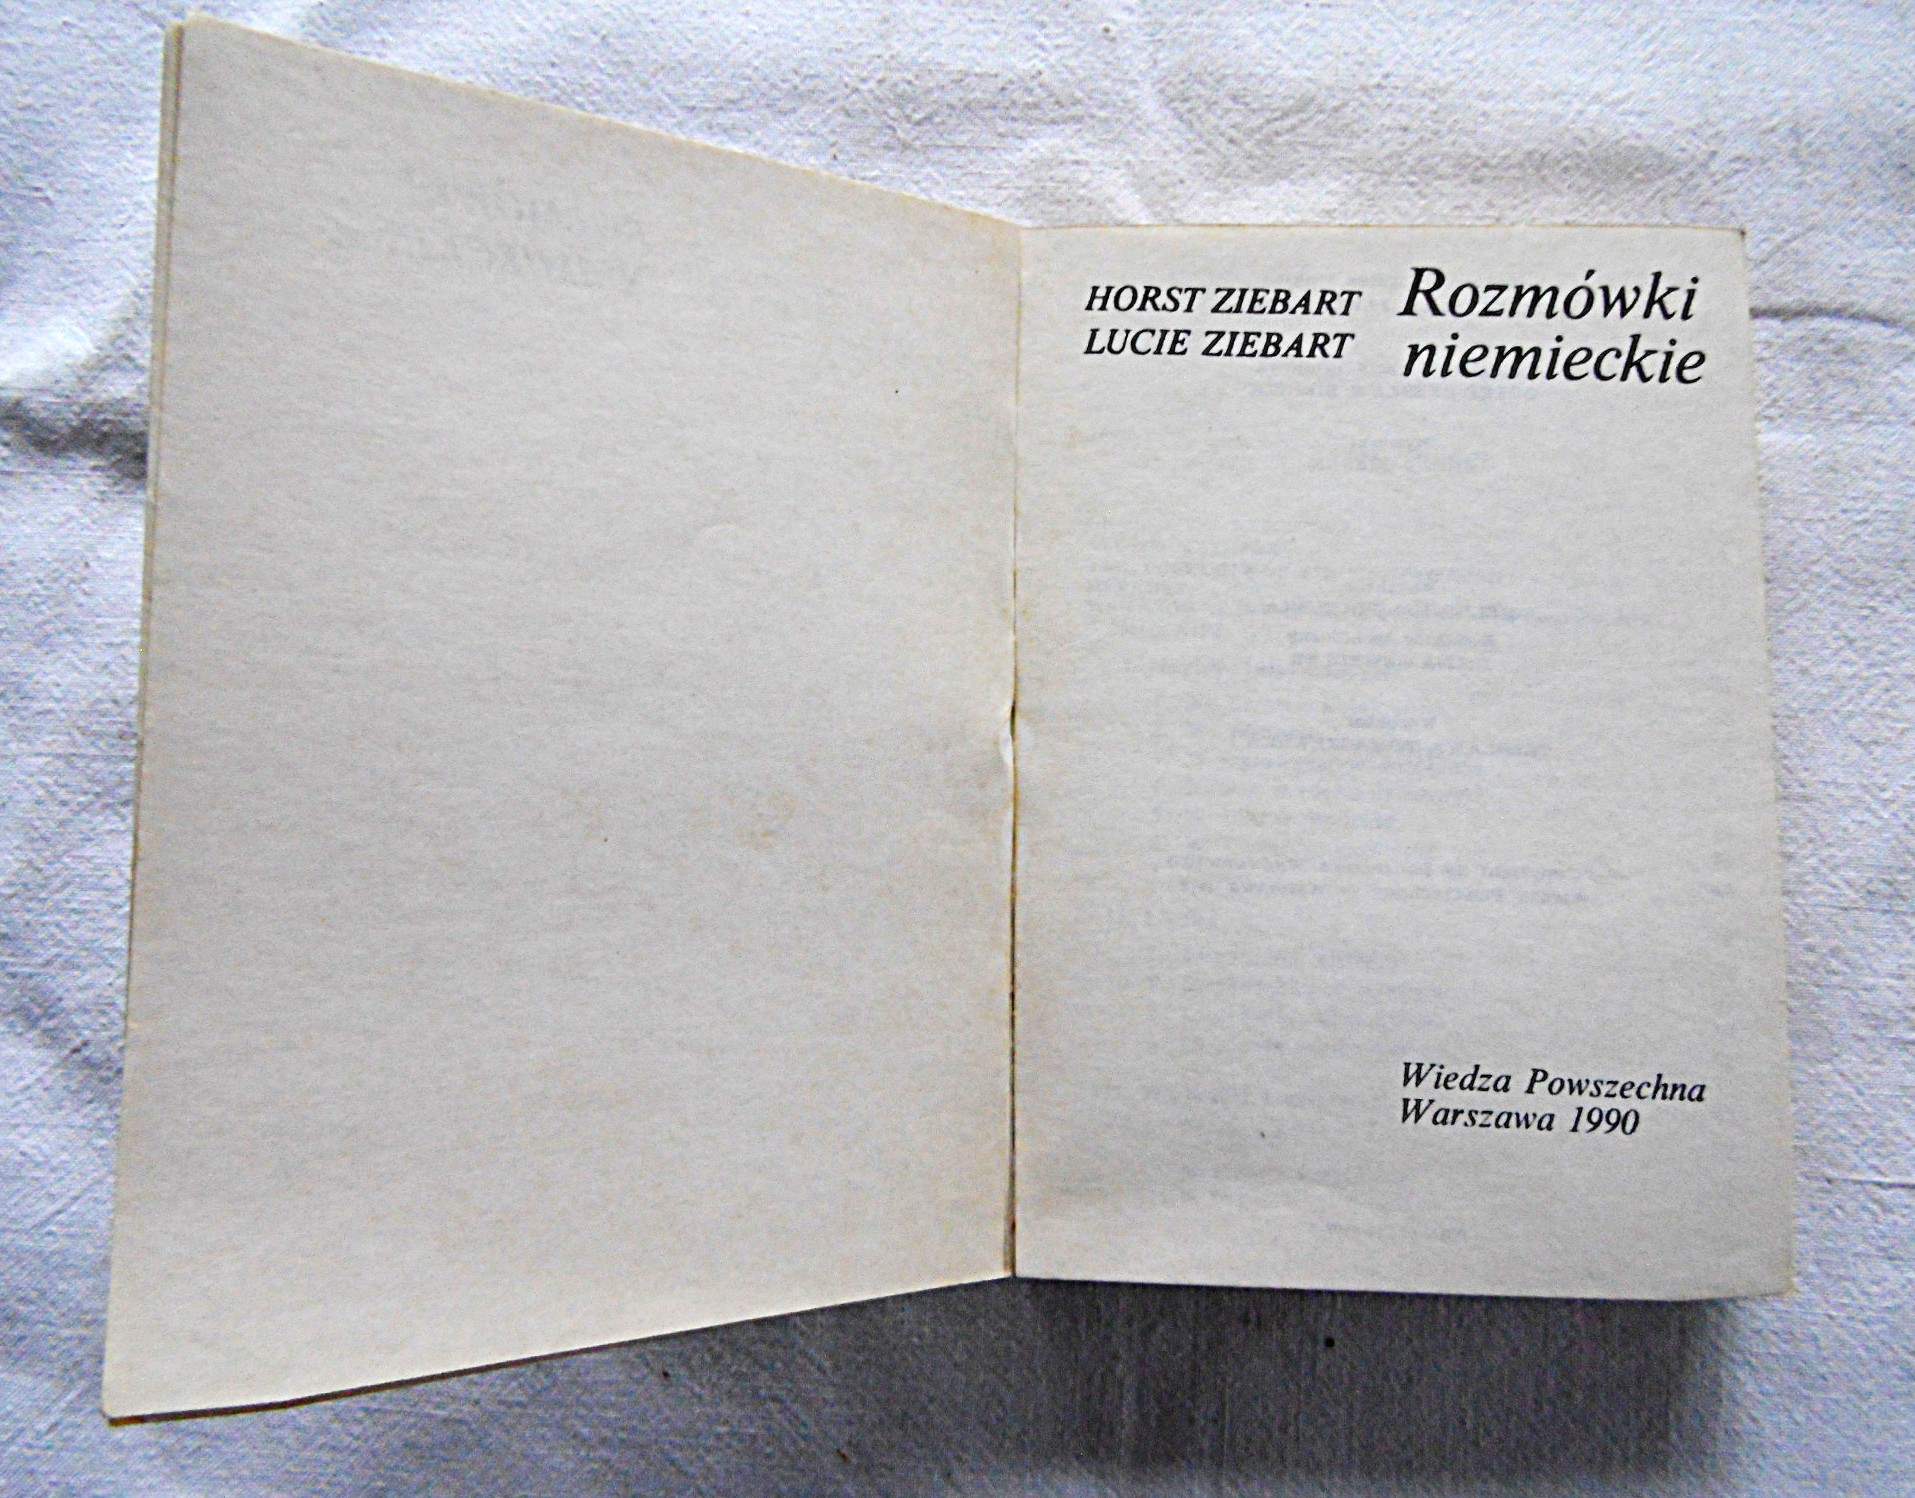 HORST ZIEBART
LUCIE ZIEBART
Rozmówki
niemieckie
Wiedza Powszechna
Warszawa 1990